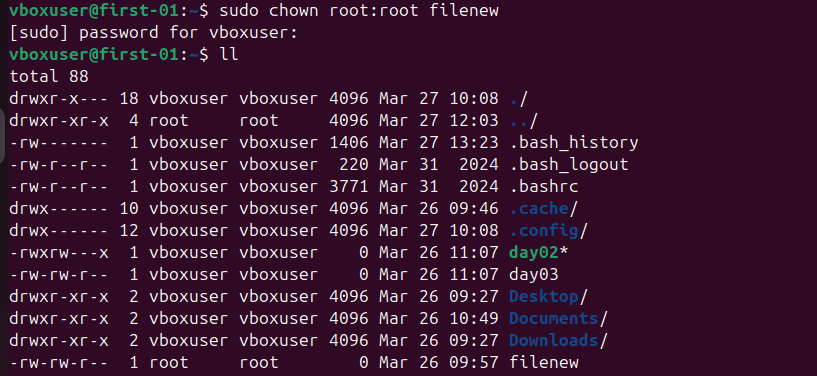 vboxuser@first-01:~$ sudo chown root:root filenew
[sudo] password for vboxuser:
vboxuser@first-01:~$ ll
total 88
drwxr-x--- 18 vboxuser vboxuser 4096 Mar 27 10:08 ./
drwxr-xr-x  4 root     root     4096 Mar 27 12:03 ../
-rw-------  1 vboxuser vboxuser 1406 Mar 27 13:23 .bash_history
-rw-r--r--  1 vboxuser vboxuser  220 Mar 31  2024 .bash_logout
-rw-r--r--  1 vboxuser vboxuser 3771 Mar 31  2024 .bashrc
drwx------ 10 vboxuser vboxuser 4096 Mar 26 09:46 .cache/
drwx------ 12 vboxuser vboxuser 4096 Mar 27 10:08 .config/
-rwxrw---x  1 vboxuser vboxuser    0 Mar 26 11:07 day02*
-rw-rw-r--  1 vboxuser vboxuser    0 Mar 26 11:07 day03
drwxr-xr-x  2 vboxuser vboxuser 4096 Mar 26 09:27 Desktop/
drwxr-xr-x  2 vboxuser vboxuser 4096 Mar 26 10:49 Documents/
drwxr-xr-x  2 vboxuser vboxuser 4096 Mar 26 09:27 Downloads/
-rw-rw-r--  1 root     root        0 Mar 26 09:57 filenew